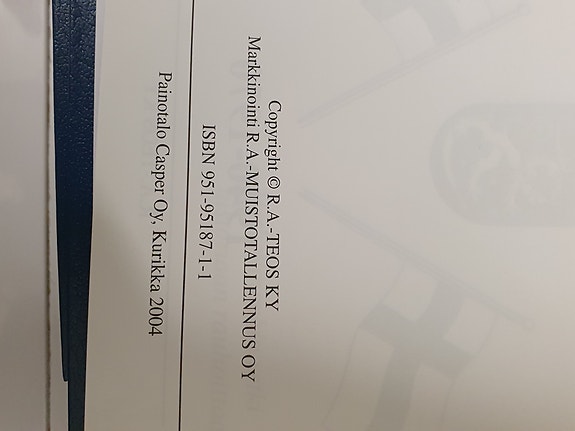 Copyright © R.A.-TEOS KY
Markkinointi R.A.-MUISTOTALLENNUS OY
ISBN 951-95187-1-1
Painotalo Casper Oy, Kurikka 2004